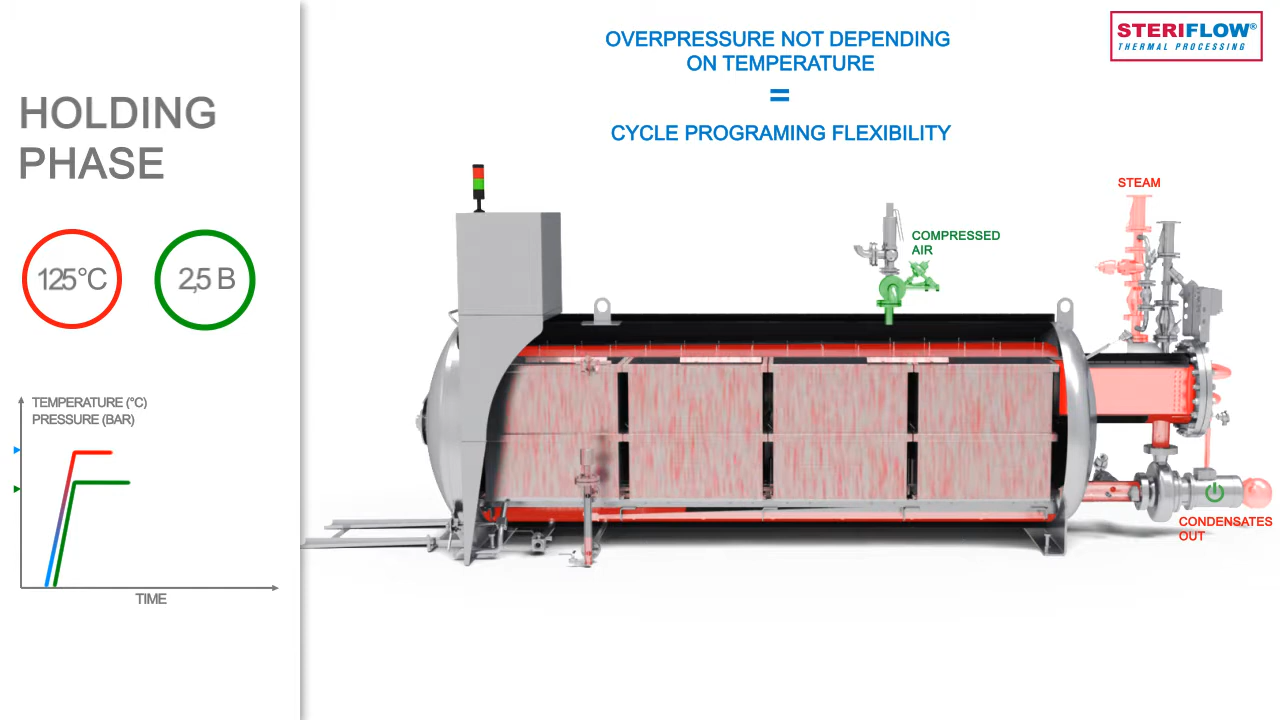 OVERPRESSURE NOT DEPENDING
ON TEMPERATURE
=
CYCLE PROGRAMING FLEXIBILITY
STERIFLOW®
THERMAL PROCESSING
HOLDING
PHASE
125°C
2,5 B
STEAM
COMPRESSED
AIR
TEMPERATURE (°C)
PRESSURE (BAR)
TIME
CONDENSATES
OUT